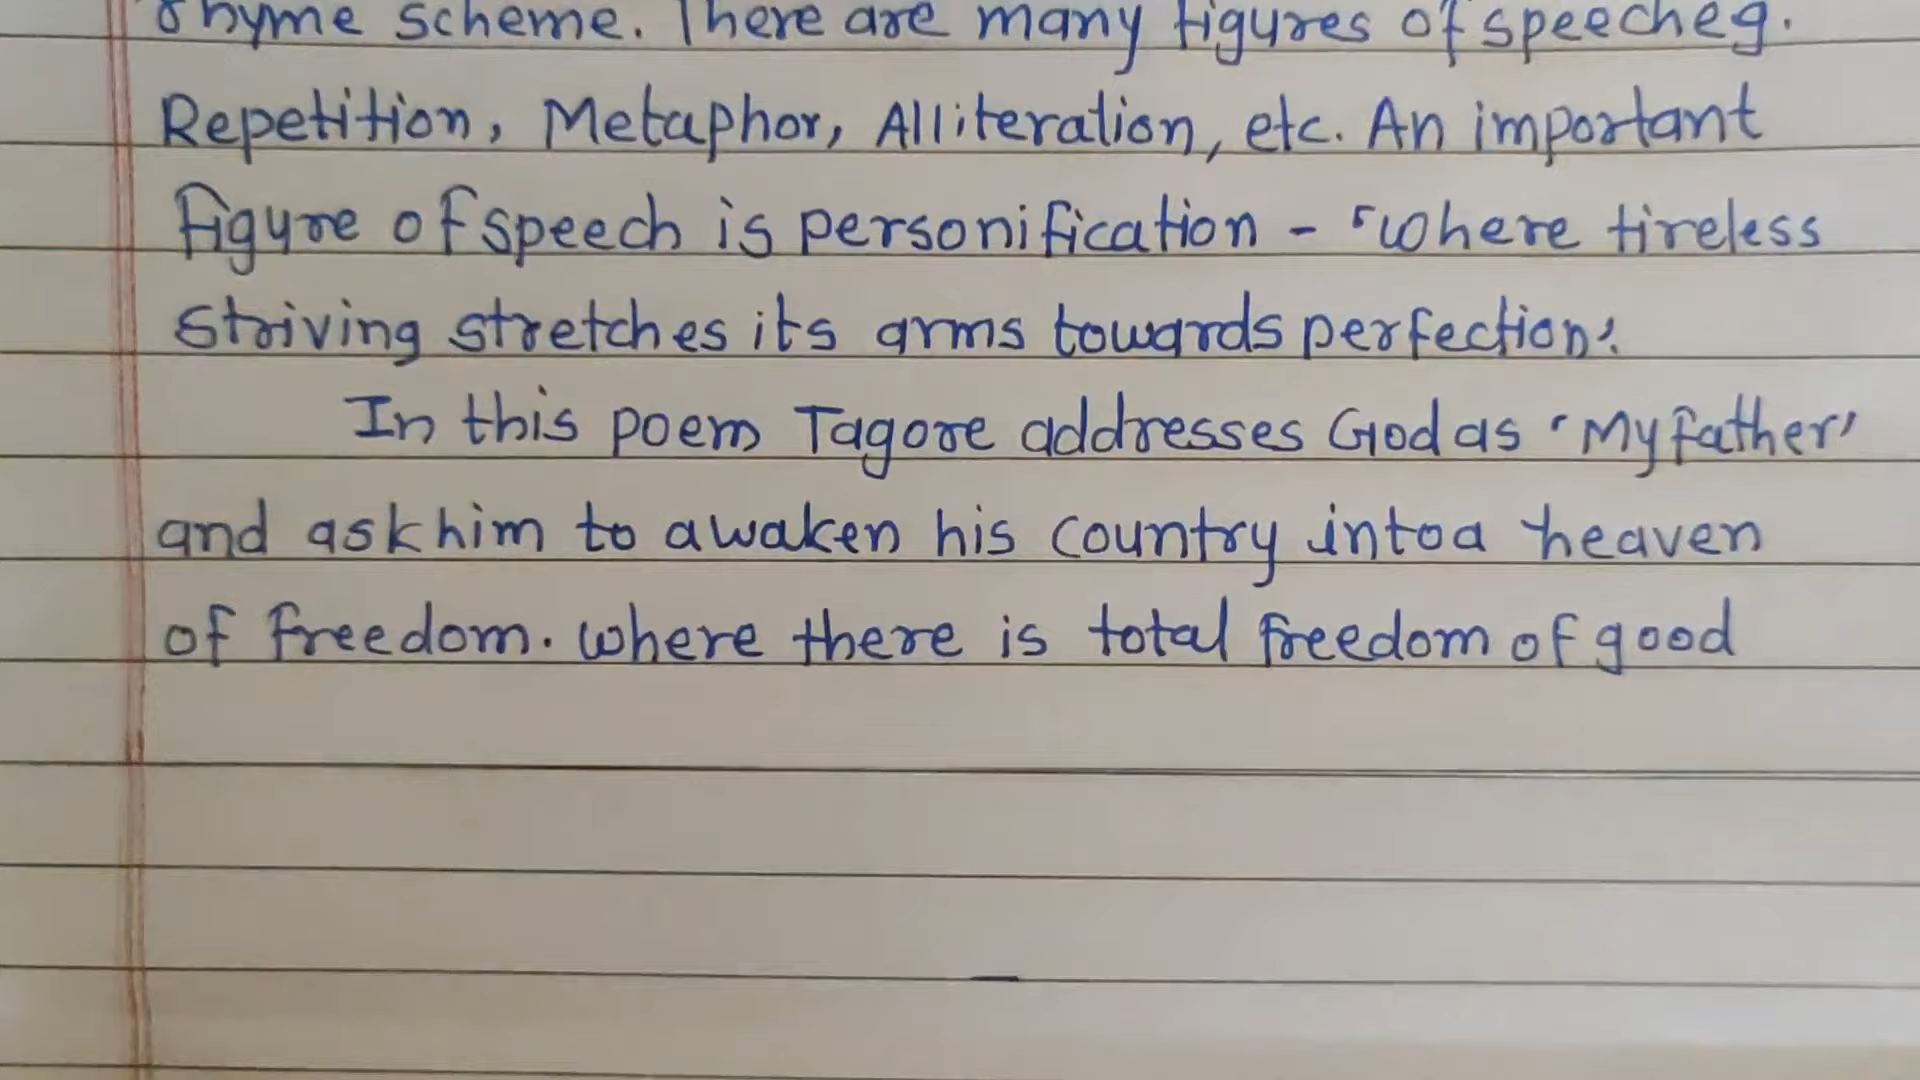 rhyme scheme. There are many figures of speech eg.
Repetition, Metaphor, Alliteration, etc. An important
figure of speech is personification - 'where tireless
striving stretches its arms towards perfection'.
In this poem Tagore addresses God as 'My father'
and ask him to awaken his country into a heaven
of freedom. where there is total freedom of good